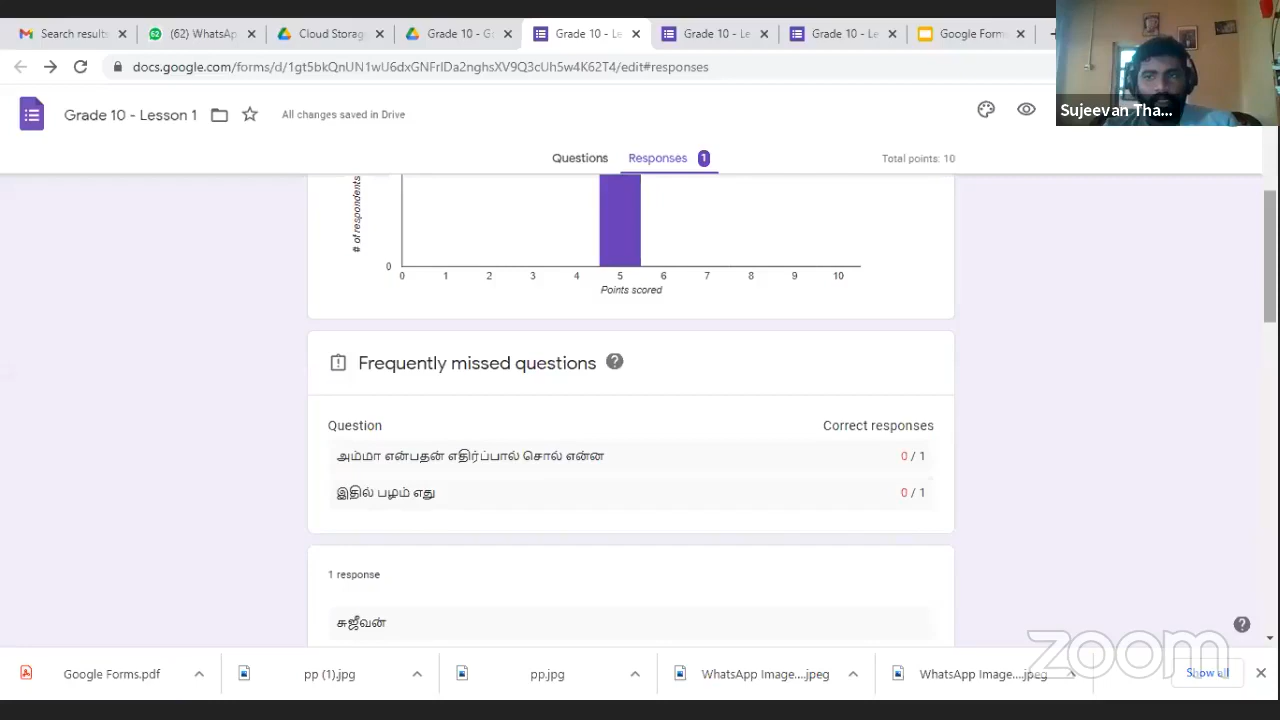 Search results
(62) WhatsAp
Cloud Storag
Grade 10 - Go
Grade 10 - Le
Grade 10 - Le
Grade 10 - Le
Google Form
docs.google.com/forms/d/1gt5bkQnUN1wU6dxGNFrIDa2nghsXV9Q3cUh5w4K62T4/edit#responses
Sujeevan Tha...
Grade 10 - Lesson 1
All changes saved in Drive
Questions
Responses 1
Total points: 10
# of respondents
0
0 1 2 3 4 5 6 7 8 9 10
Points scored
Frequently missed questions
Question Correct responses
அம்மா என்பதன் எதிர்ப்பால் சொல் என்ன 0 / 1
இதில் பழம் எது 0 / 1
1 response
சுஜீவன்
Google Forms.pdf
pp (1).jpg
pp.jpg
WhatsApp Image....jpeg
WhatsApp Image....jpeg
Show all
zoom